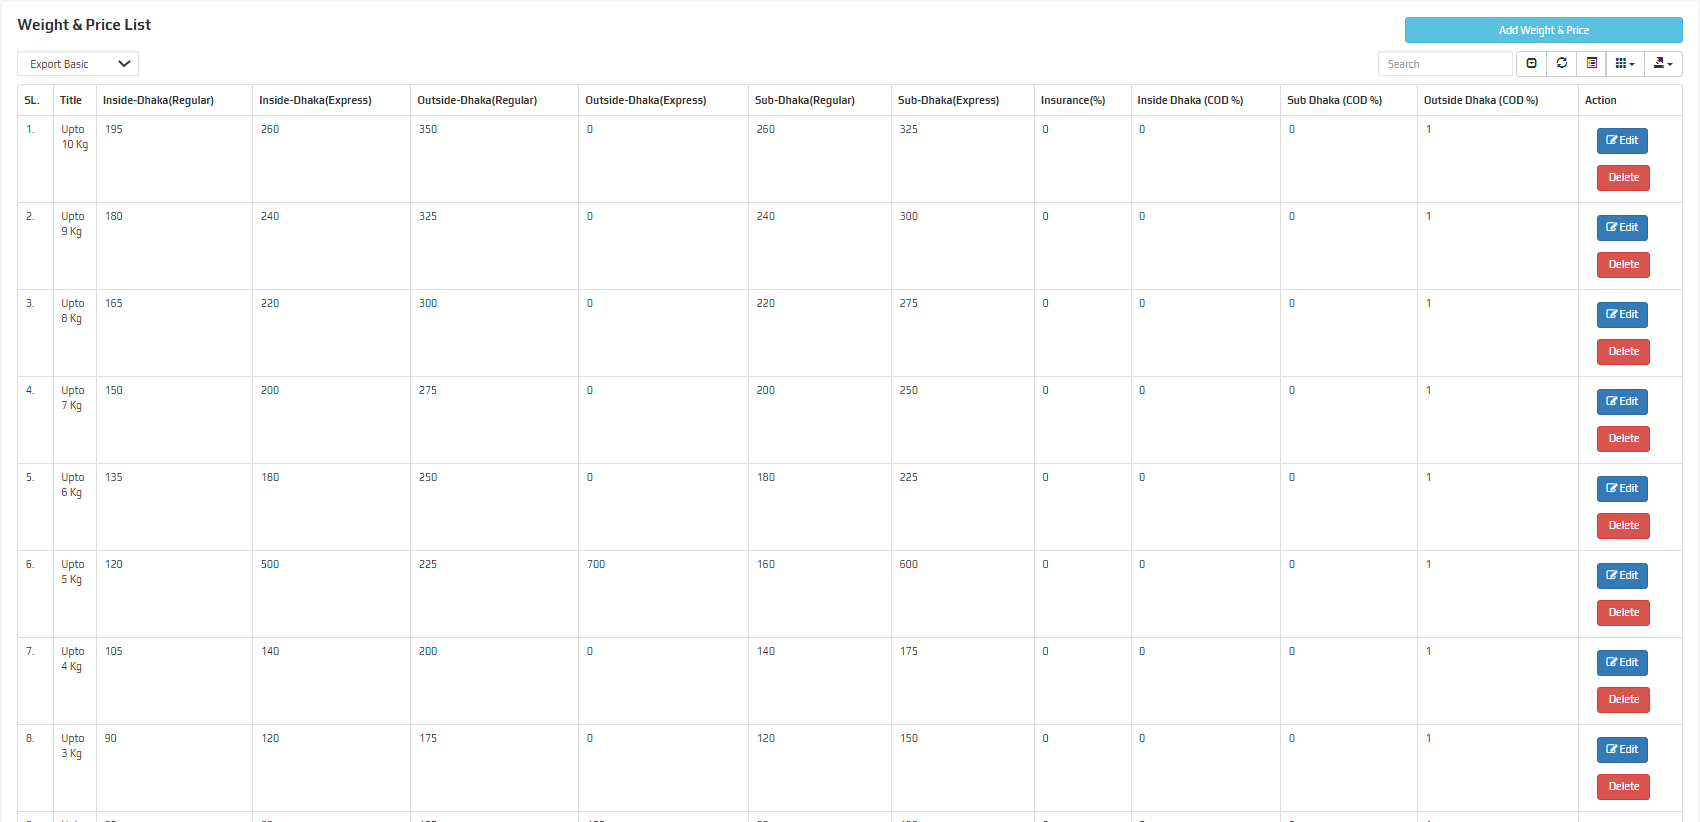 Weight & Price List
Add Weight & Price
Export Basic
Search
SL. Title Inside-Dhaka(Regular) Inside-Dhaka(Express) Outside-Dhaka(Regular) Outside-Dhaka(Express) Sub-Dhaka(Regular) Sub-Dhaka(Express) Insurance(%) Inside Dhaka (COD %) Sub Dhaka (COD %) Outside Dhaka (COD %) Action
1. Upto 195 260 350 0 260 325 0 0 0 1
10 Kg Edit
Delete
2. Upto 180 240 325 0 240 300 0 0 0 1
9 Kg Edit
Delete
3. Upto 165 220 300 0 220 275 0 0 0 1
8 Kg Edit
Delete
4. Upto 150 200 275 0 200 250 0 0 0 1
7 Kg Edit
Delete
5. Upto 135 180 250 0 180 225 0 0 0 1
6 Kg Edit
Delete
6. Upto 120 500 225 700 160 600 0 0 0 1
5 Kg Edit
Delete
7. Upto 105 140 200 0 140 175 0 0 0 1
4 Kg Edit
Delete
8. Upto 90 120 175 0 120 150 0 0 0 1
3 Kg Edit
Delete